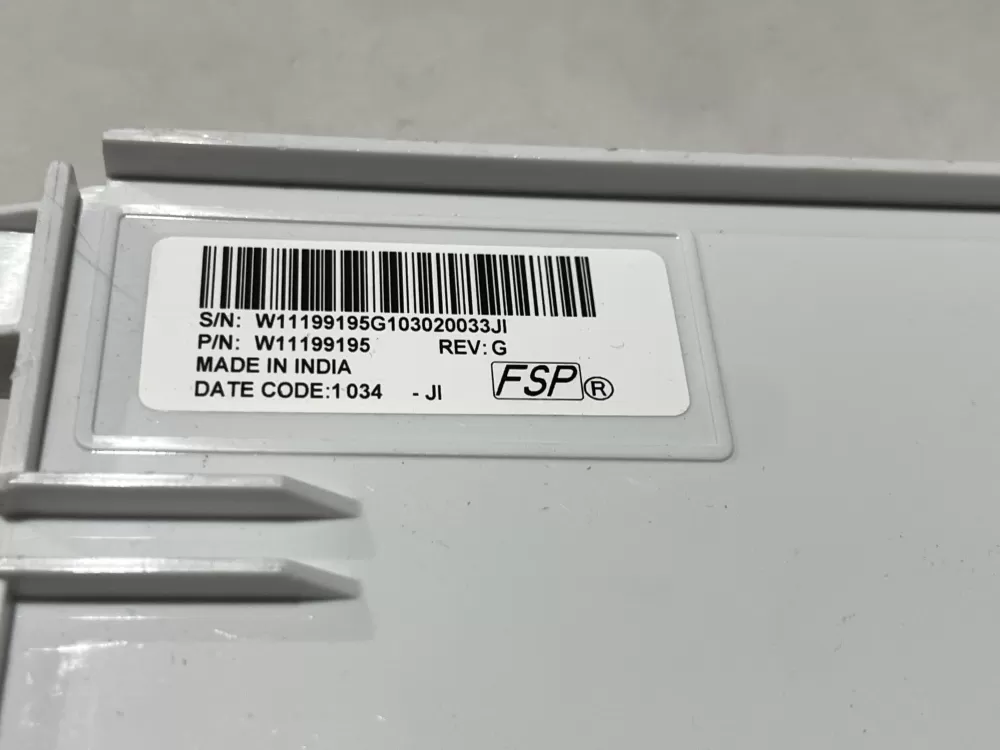 S/N: W11199195G103020033JI
P/N: W11199195 REV: G
MADE IN INDIA
DATE CODE:1034 - JI
FSP®